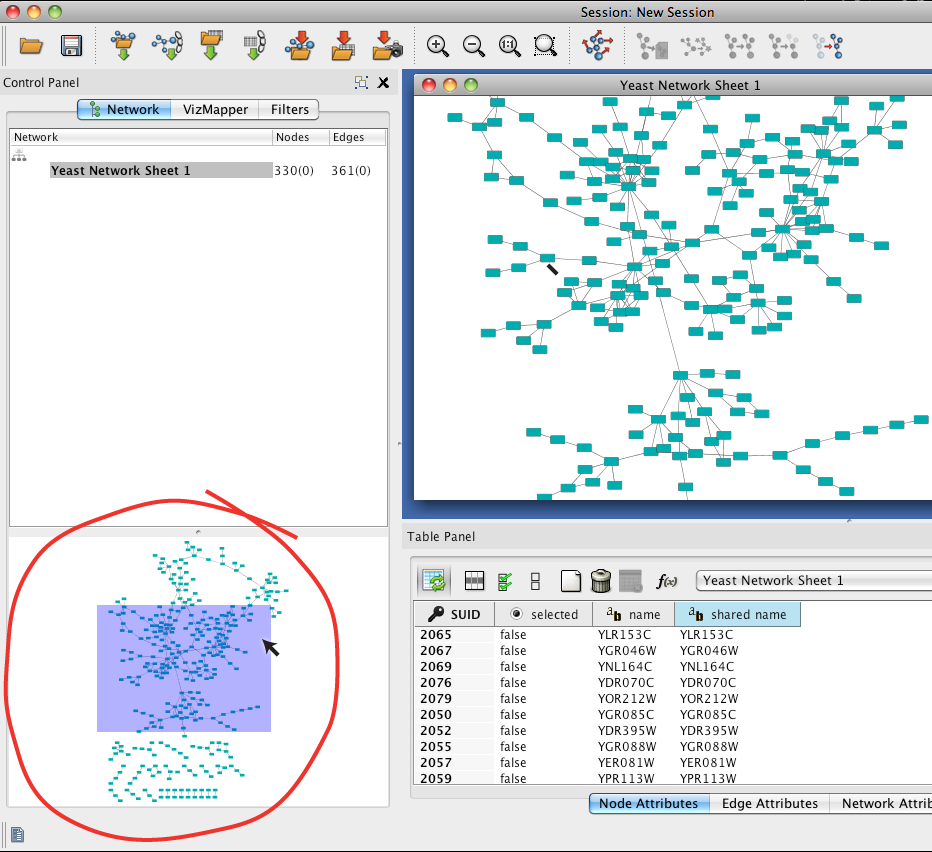 Session: New Session
Control Panel
Network VizMapper Filters
Network Nodes Edges
Yeast Network Sheet 1 330(0) 361(0)
Yeast Network Sheet 1
Table Panel
f(x) Yeast Network Sheet 1
SUID selected ab name ab shared name
2065 false YLR153C YLR153C
2067 false YGR046W YGR046W
2069 false YNL164C YNL164C
2076 false YDR070C YDR070C
2079 false YOR212W YOR212W
2050 false YGR085C YGR085C
2052 false YDR395W YDR395W
2055 false YGR088W YGR088W
2057 false YER081W YER081W
2059 false YPR113W YPR113W
Node Attributes Edge Attributes Network Attrib